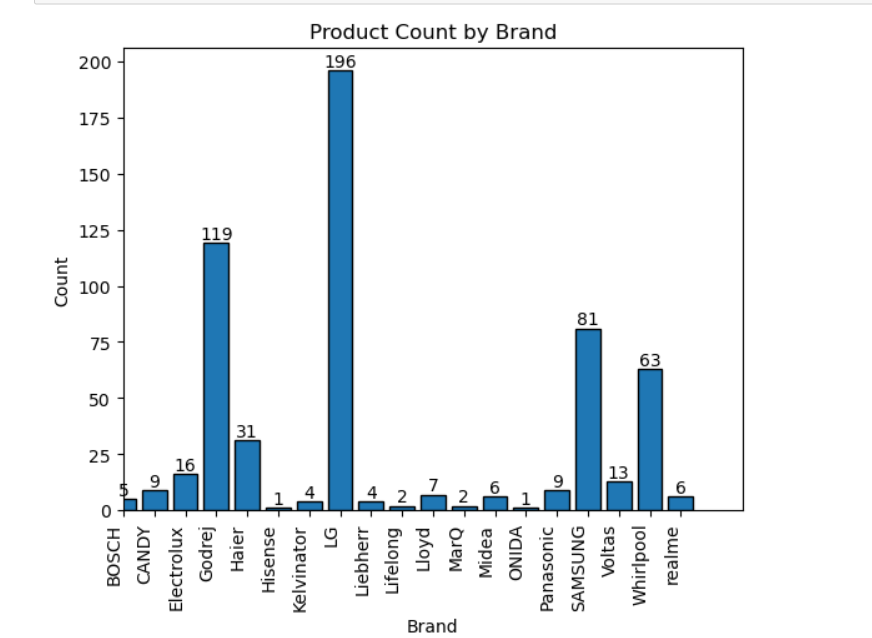 Product Count by Brand
200
175
150
125
100
75
50
25
0
Count
5
9
16
119
31
1
4
196
4
2
7
2
6
1
9
81
13
63
6
BOSCH
CANDY
Electrolux
Godrej
Haier
Hisense
Kelvinator
LG
Liebherr
Lifelong
Lloyd
MarQ
Midea
ONIDA
Panasonic
SAMSUNG
Voltas
Whirlpool
realme
Brand